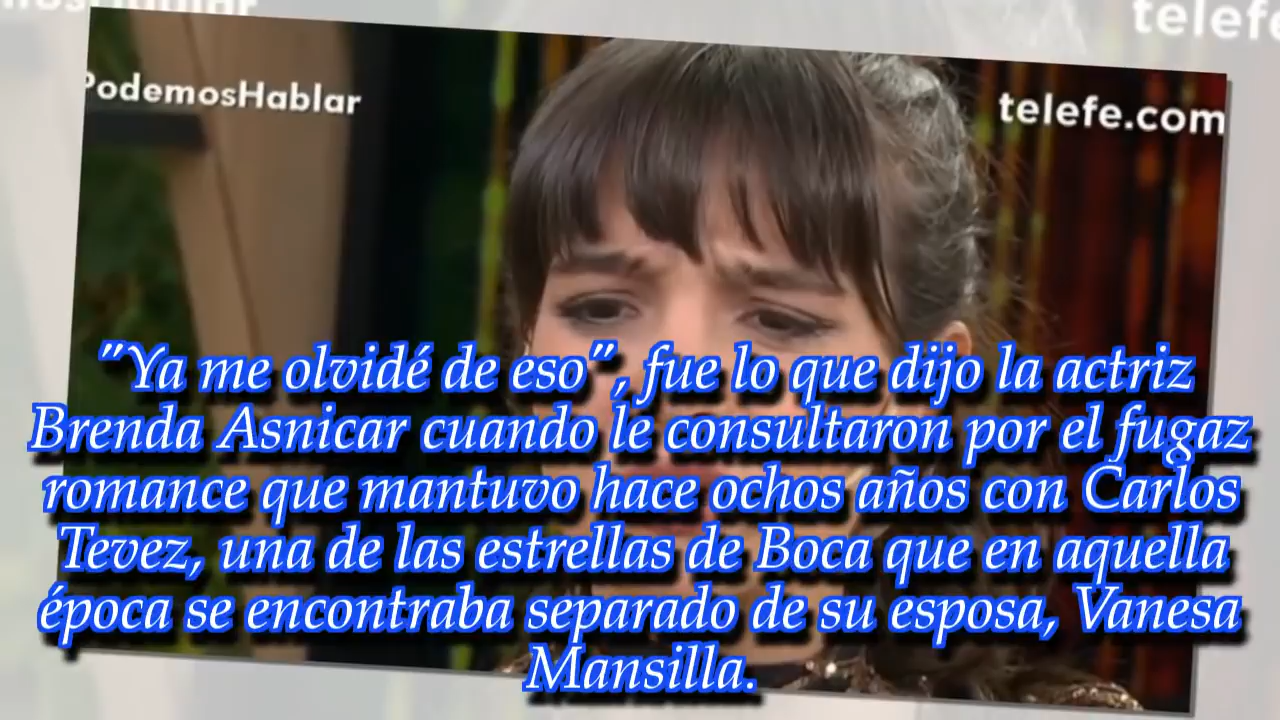 telefe
PodemosHablar
telefe.com
"Ya me olvidé de eso", fue lo que dijo la actriz
Brenda Asnicar cuando le consultaron por el fugaz
romance que mantuvo hace ochos años con Carlos
Tevez, una de las estrellas de Boca que en aquella
época se encontraba separado de su esposa, Vanesa
Mansilla.